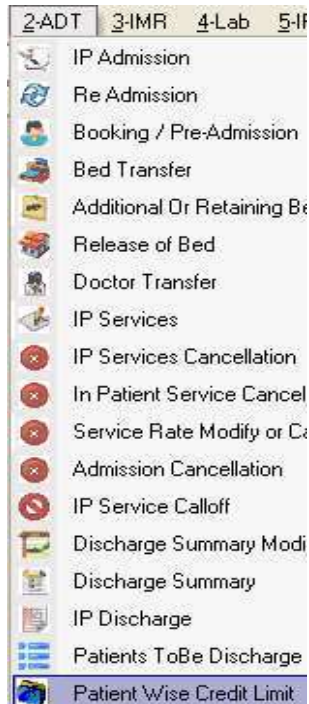 2-ADT 3-IMR 4-Lab 5-IF
IP Admission
Re Admission
Booking / Pre-Admission
Bed Transfer
Additional Or Retaining Be
Release of Bed
Doctor Transfer
IP Services
IP Services Cancellation
In Patient Service Cancel
Service Rate Modify or Ca
Admission Cancellation
IP Service Calloff
Discharge Summary Modi
Discharge Summary
IP Discharge
Patients ToBe Discharge
Patient Wise Credit Limit